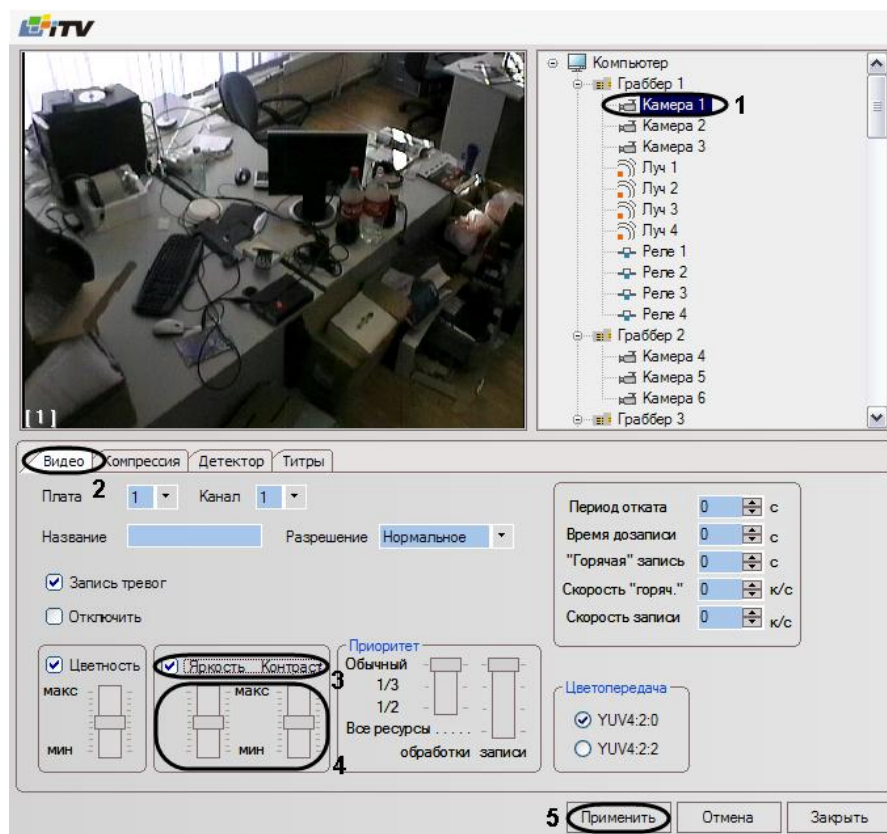 iTV
[1]
Компьютер
Граббер 1
Камера 1 1
Камера 2
Камера 3
Луч 1
Луч 2
Луч 3
Луч 4
Реле 1
Реле 2
Реле 3
Реле 4
Граббер 2
Камера 4
Камера 5
Камера 6
Граббер 3
Видео Компрессия Детектор Титры
2
Плата 1 Канал 1
Название Разрешение Нормальное
Запись тревог
Отключить
Период отката 0 с
Время дозаписи 0 с
"Горячая" запись 0 с
Скорость "горяч." 0 к/с
Скорость записи 0 к/с
Цветность
макс
мин
Яркость Контраст 3
макс
мин
4
Приоритет
Обычный
1/3
1/2
Все ресурсы .....
обработки записи
Цветопередача
YUV4:2:0
YUV4:2:2
5 Применить Отмена Закрыть